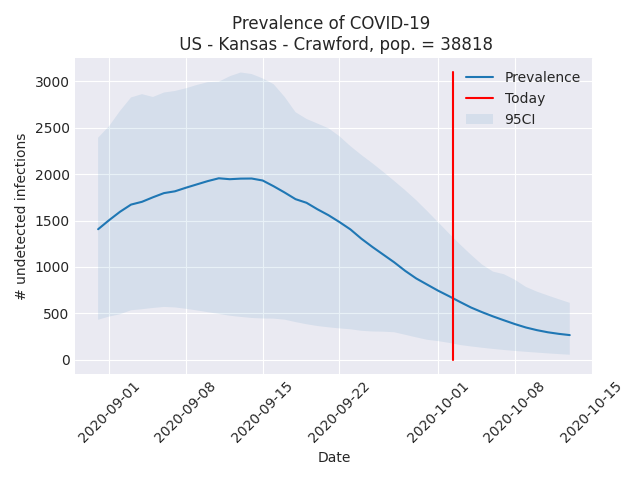 Prevalence of COVID-19
US - Kansas - Crawford, pop. = 38818
Prevalence
Today
95CI
# undetected infections
3000
2500
2000
1500
1000
500
0
2020-09-01
2020-09-08
2020-09-15
2020-09-22
2020-10-01
2020-10-08
2020-10-15
Date